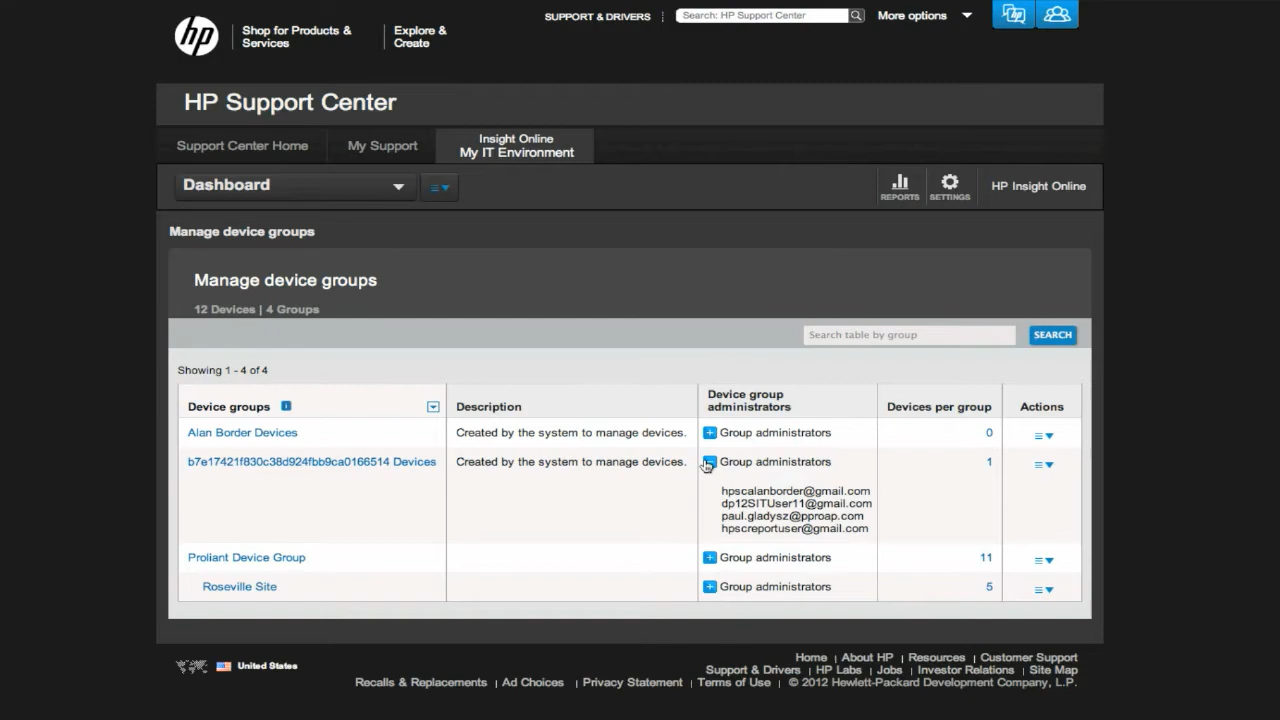 hp
Shop for Products &
Services
Explore &
Create
SUPPORT & DRIVERS
Search: HP Support Center
More options
HP Support Center
Support Center Home
My Support
Insight Online
My IT Environment
Dashboard
REPORTS
SETTINGS
HP Insight Online
Manage device groups
Manage device groups
12 Devices | 4 Groups
Search table by group
SEARCH
Showing 1 - 4 of 4
Device groups
Description
Device group
administrators
Devices per group
Actions
Alan Border Devices
Created by the system to manage devices.
+ Group administrators
0
b7e17421f830c38d924fbb9ca0166514 Devices
Created by the system to manage devices.
Group administrators
1
hpscalanborder@gmail.com
dp12SITUser11@gmail.com
paul.gladysz@pproap.com
hpscreportuser@gmail.com
Proliant Device Group
+ Group administrators
11
Roseville Site
+ Group administrators
5
United States
Home | About HP | Resources | Customer Support
Support & Drivers | HP Labs | Jobs | Investor Relations | Site Map
Recalls & Replacements | Ad Choices | Privacy Statement | Terms of Use | © 2012 Hewlett-Packard Development Company, L.P.